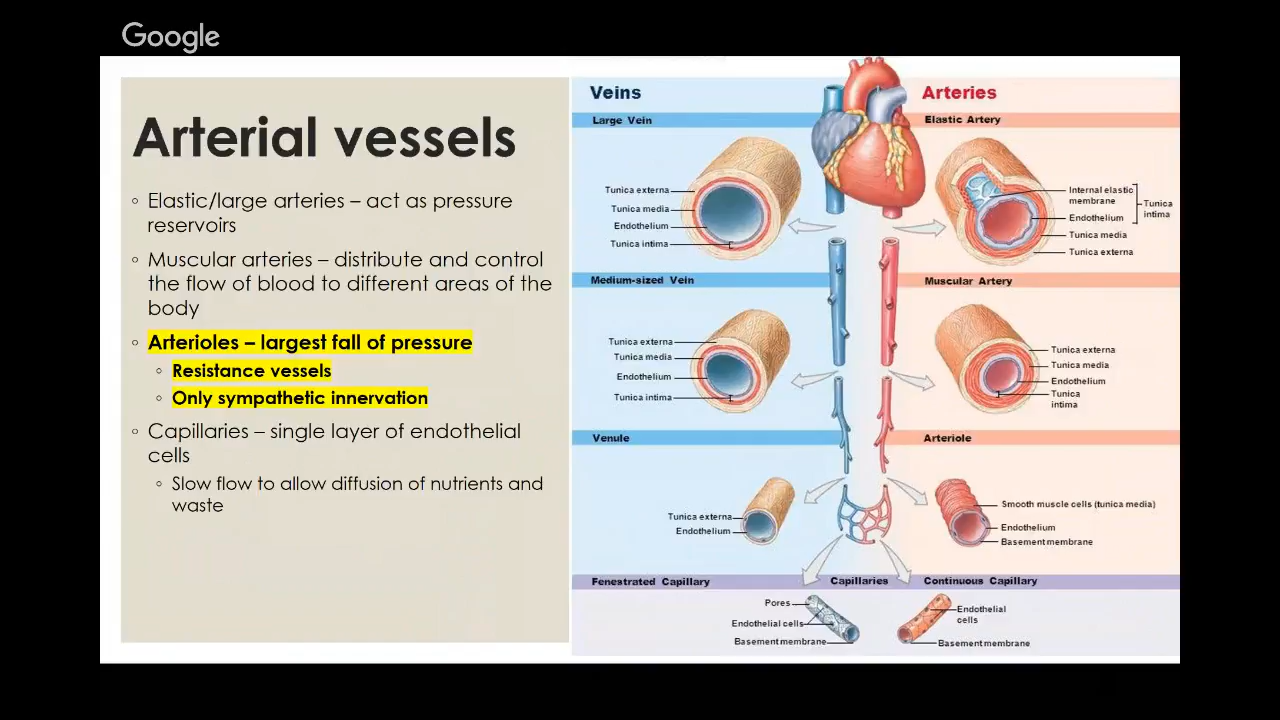 Google
Arterial vessels
◦ Elastic/large arteries – act as pressure
reservoirs
◦ Muscular arteries – distribute and control
the flow of blood to different areas of the
body
◦ Arterioles – largest fall of pressure
◦ Resistance vessels
◦ Only sympathetic innervation
◦ Capillaries – single layer of endothelial
cells
◦ Slow flow to allow diffusion of nutrients and
waste
Veins
Arteries
Large Vein
Elastic Artery
Tunica externa
Tunica media
Endothelium
Tunica intima
Internal elastic
membrane
Endothelium
Tunica
intima
Tunica media
Tunica externa
Medium-sized Vein
Muscular Artery
Tunica externa
Tunica media
Endothelium
Tunica intima
Tunica externa
Tunica media
Endothelium
Tunica
intima
Venule
Arteriole
Tunica externa
Endothelium
Smooth muscle cells (tunica media)
Endothelium
Basement membrane
Fenestrated Capillary
Capillaries
Continuous Capillary
Pores
Endothelial cells
Basement membrane
Endothelial
cells
Basement membrane